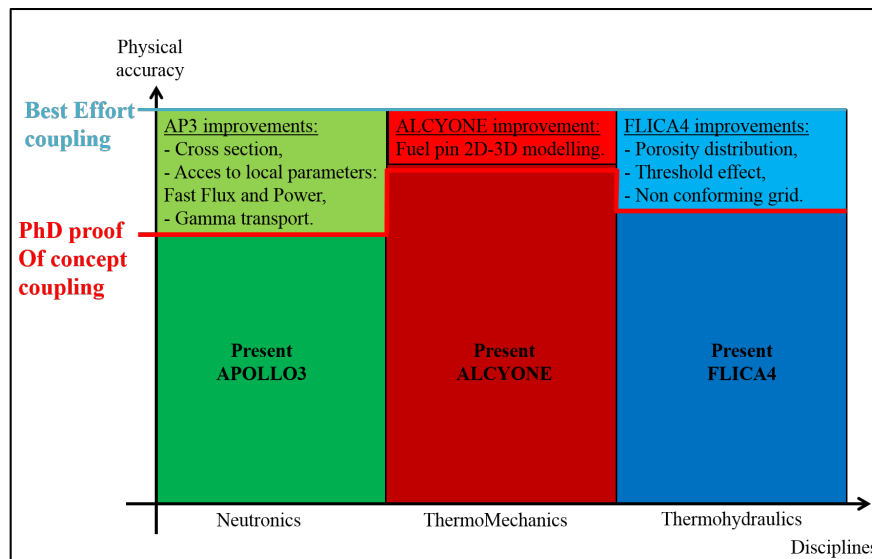 Physical
accuracy
Best Effort
coupling
AP3 improvements:
- Cross section,
- Acces to local parameters:
Fast Flux and Power,
- Gamma transport.
ALCYONE improvement:
Fuel pin 2D-3D modelling.
FLICA4 improvements:
- Porosity distribution,
- Threshold effect,
- Non conforming grid.
PhD proof
Of concept
coupling
Present
APOLLO3
Present
ALCYONE
Present
FLICA4
Neutronics
ThermoMechanics
Thermohydraulics
Disciplines